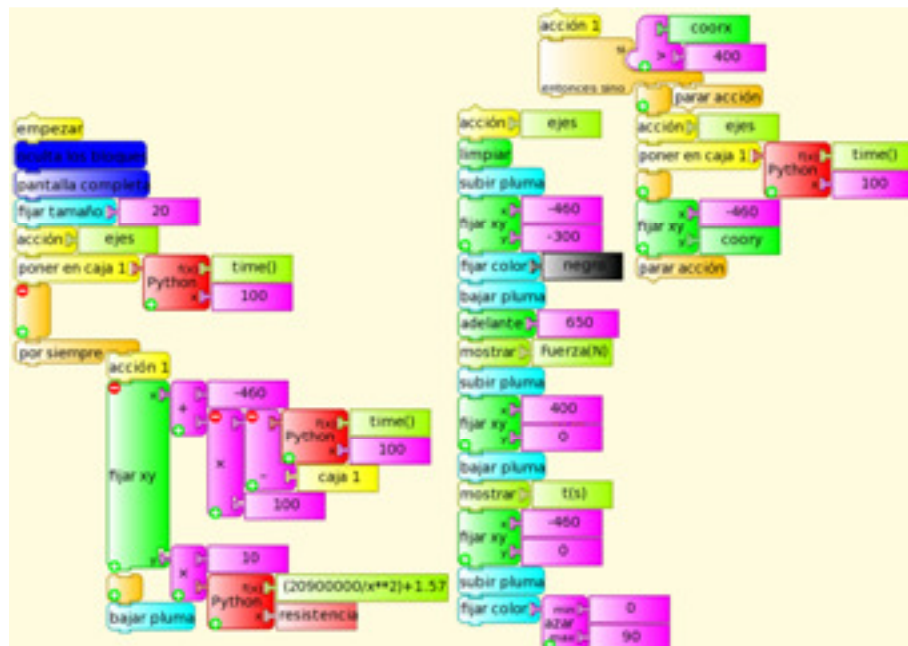 empezar
oculta los bloques
pantalla completa
fijar tamaño 20
acción ejes
poner en caja 1 Python f(x) time()
x 100
por siempre
acción 1
fijar xy x + -460
× - Python f(x) time()
x 100
caja 1
100
y × 10
Python f(x) (20900000/x**2)+1.57
x resistencia
bajar pluma
acción ejes
limpiar
subir pluma
fijar xy x -460
y -300
fijar color negro
bajar pluma
adelante 650
mostrar fuerza(N)
subir pluma
fijar xy x 400
y 0
bajar pluma
mostrar t(s)
fijar xy x -460
y 0
subir pluma
fijar color azar min 0
max 90
acción 1
si > coorx
400
entonces sino
parar acción
acción ejes
poner en caja 1 Python f(x) time()
x 100
fijar xy x -460
y coory
parar acción